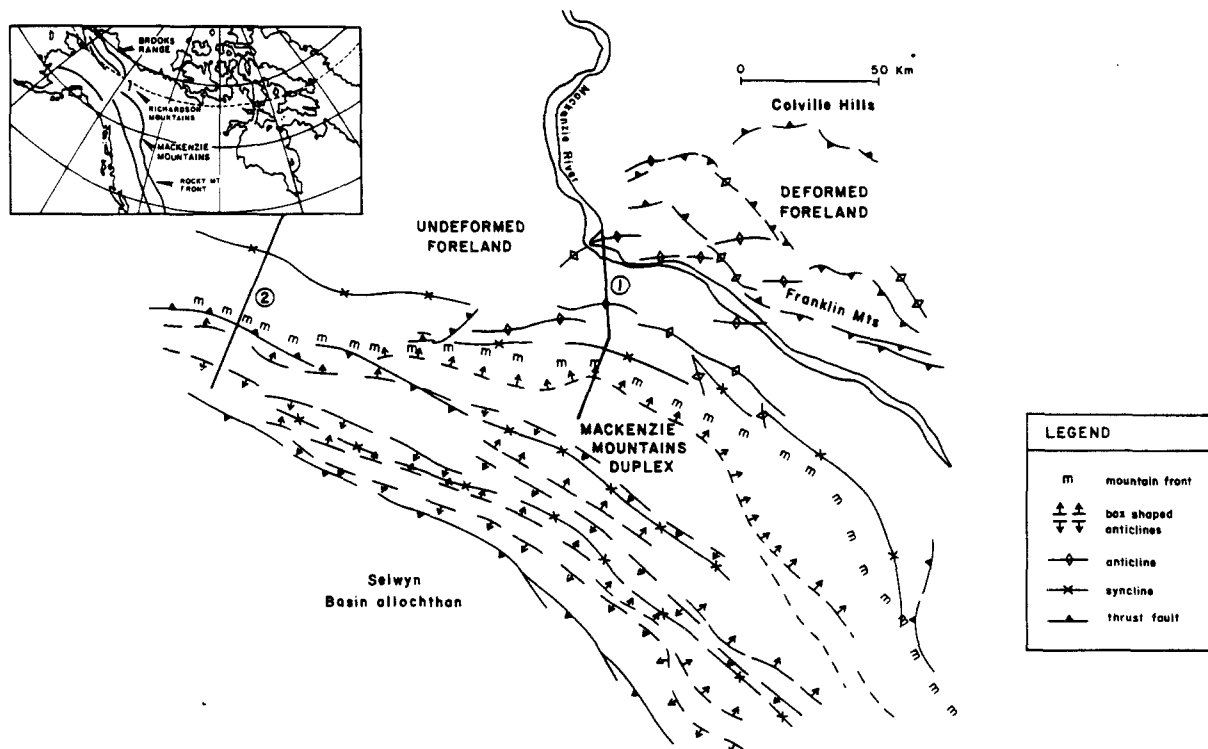 BROOKS
RANGE
?
RICHARDSON
MOUNTAINS
MACKENZIE
MOUNTAINS
ROCKY MT
FRONT
0 50 Km
Colville Hills
Mackenzie River
UNDEFORMED
FORELAND
DEFORMED
FORELAND
1
2
Franklin Mts
m m m m m
m m m m m m m m m m m
MACKENZIE
MOUNTAINS
DUPLEX
Selwyn
Basin allochthan
LEGEND
m mountain front
box shaped
anticlines
anticline
syncline
thrust fault